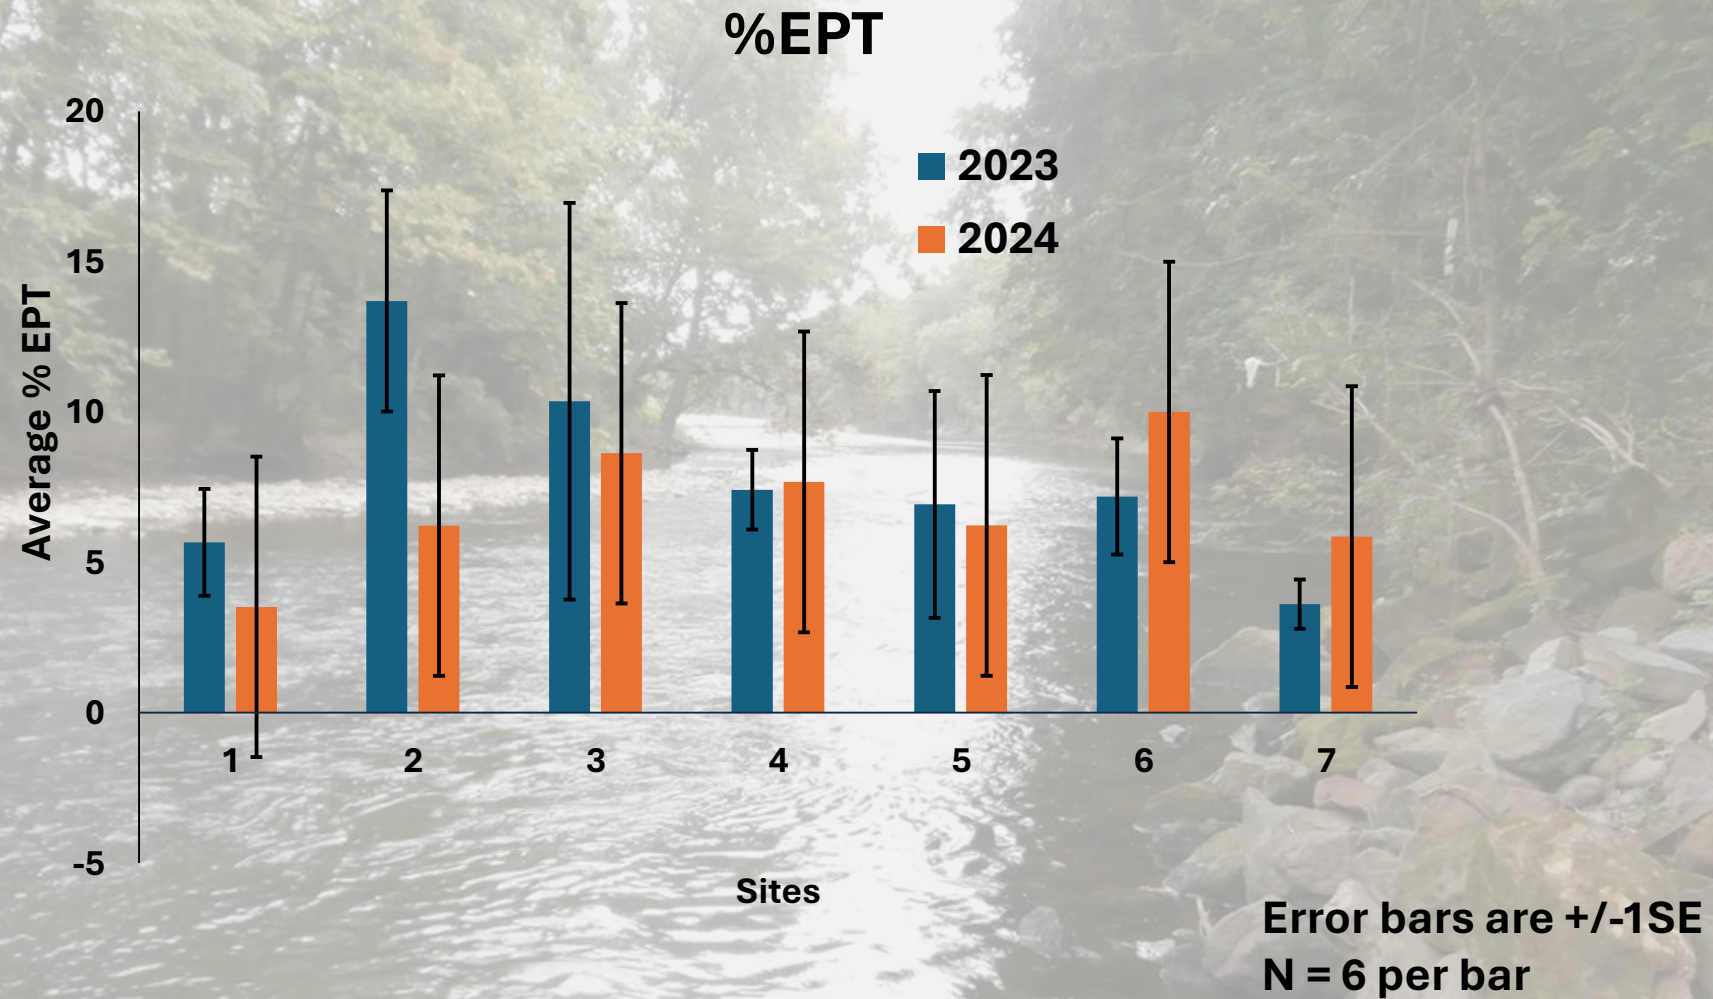 %EPT
20
15
10
5
0
-5
Average % EPT
2023
2024
1 2 3 4 5 6 7
Sites
Error bars are +/-1SE
N = 6 per bar